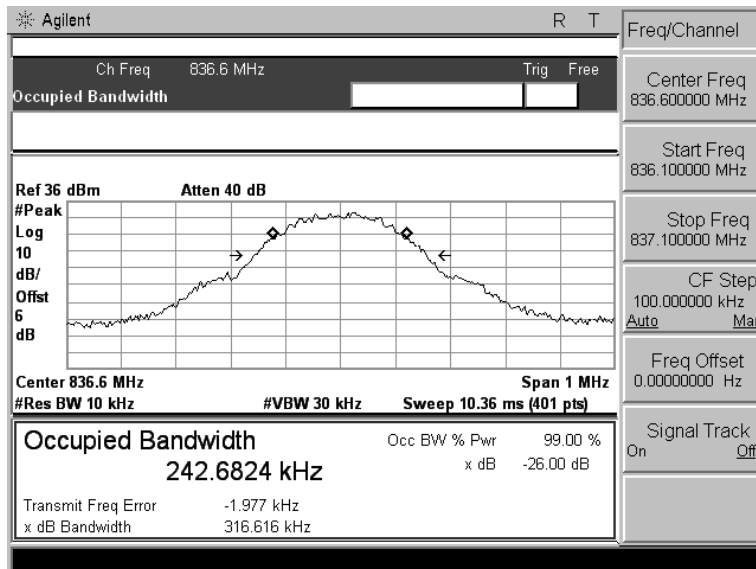 Agilent R T
Freq/Channel
Ch Freq 836.6 MHz Trig Free
Occupied Bandwidth
Center Freq
836.600000 MHz
Start Freq
836.100000 MHz
Stop Freq
837.100000 MHz
CF Step
100.000000 kHz
Auto Man
Freq Offset
0.00000000 Hz
Signal Track
On Off
Ref 36 dBm Atten 40 dB
#Peak
Log
10
dB/
Offst
6
dB
Center 836.6 MHz Span 1 MHz
#Res BW 10 kHz #VBW 30 kHz Sweep 10.36 ms (401 pts)
Occupied Bandwidth Occ BW % Pwr 99.00 %
242.6824 kHz x dB -26.00 dB
Transmit Freq Error -1.977 kHz
x dB Bandwidth 316.616 kHz